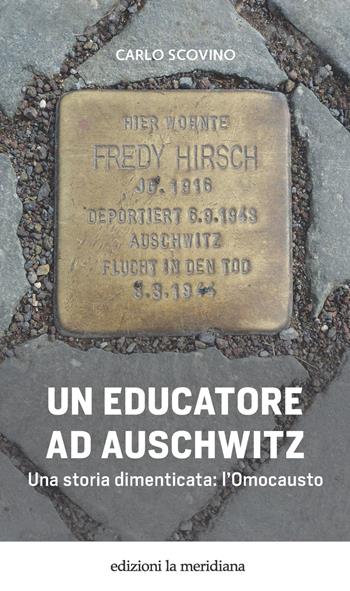 CARLO SCOVINO
HIER WOHNTE
FREDY HIRSCH
JG. 1916
DEPORTIERT 6.9.1943
AUSCHWITZ
FLUCHT IN DEN TOD
8.3.1944
UN EDUCATORE
AD AUSCHWITZ
Una storia dimenticata: l'Omocausto
edizioni la meridiana